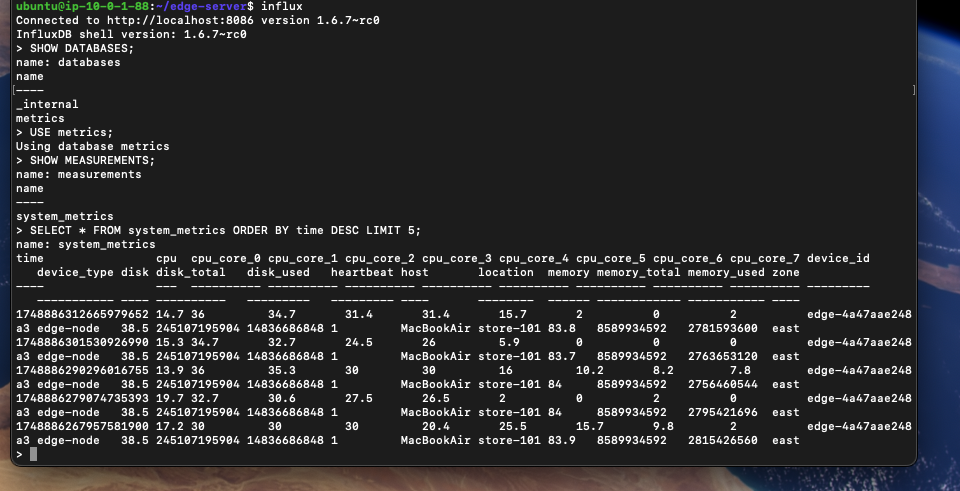 ubuntu@ip-10-0-1-88:~/edge-server$ influx
Connected to http://localhost:8086 version 1.6.7~rc0
InfluxDB shell version: 1.6.7~rc0
> SHOW DATABASES;
name: databases
name
[----                                                                                                                            ]
_internal
metrics
> USE metrics;
Using database metrics
> SHOW MEASUREMENTS;
name: measurements
name
----
system_metrics
> SELECT * FROM system_metrics ORDER BY time DESC LIMIT 5;
name: system_metrics
time                cpu  cpu_core_0 cpu_core_1 cpu_core_2 cpu_core_3 cpu_core_4 cpu_core_5 cpu_core_6 cpu_core_7 device_id
   device_type disk disk_total   disk_used   heartbeat host       location  memory memory_total memory_used zone
----                ---  ---------- ---------- ---------- ---------- ---------- ---------- ---------- ---------- ---------
   ----------- ---- ----------   ---------   --------- ----       --------  ------ ------------ ----------- ----
1748886312665979652 14.7 36         34.7       31.4       31.4       15.7       2          0          2          edge-4a47aae248
a3 edge-node   38.5 245107195904 14836686848 1         MacBookAir store-101 83.8   8589934592   2781593600  east
1748886301530926990 15.3 34.7       32.7       24.5       26         5.9        0          0          0          edge-4a47aae248
a3 edge-node   38.5 245107195904 14836686848 1         MacBookAir store-101 83.7   8589934592   2763653120  east
1748886290296016755 13.9 36         35.3       30         30         16         10.2       8.2        7.8        edge-4a47aae248
a3 edge-node   38.5 245107195904 14836686848 1         MacBookAir store-101 84     8589934592   2756460544  east
1748886279074735393 19.7 32.7       30.6       27.5       26.5       2          0          2          0          edge-4a47aae248
a3 edge-node   38.5 245107195904 14836686848 1         MacBookAir store-101 84     8589934592   2795421696  east
1748886267957581900 17.2 30         30         30         20.4       25.5       15.7       9.8        2          edge-4a47aae248
a3 edge-node   38.5 245107195904 14836686848 1         MacBookAir store-101 83.9   8589934592   2815426560  east
>